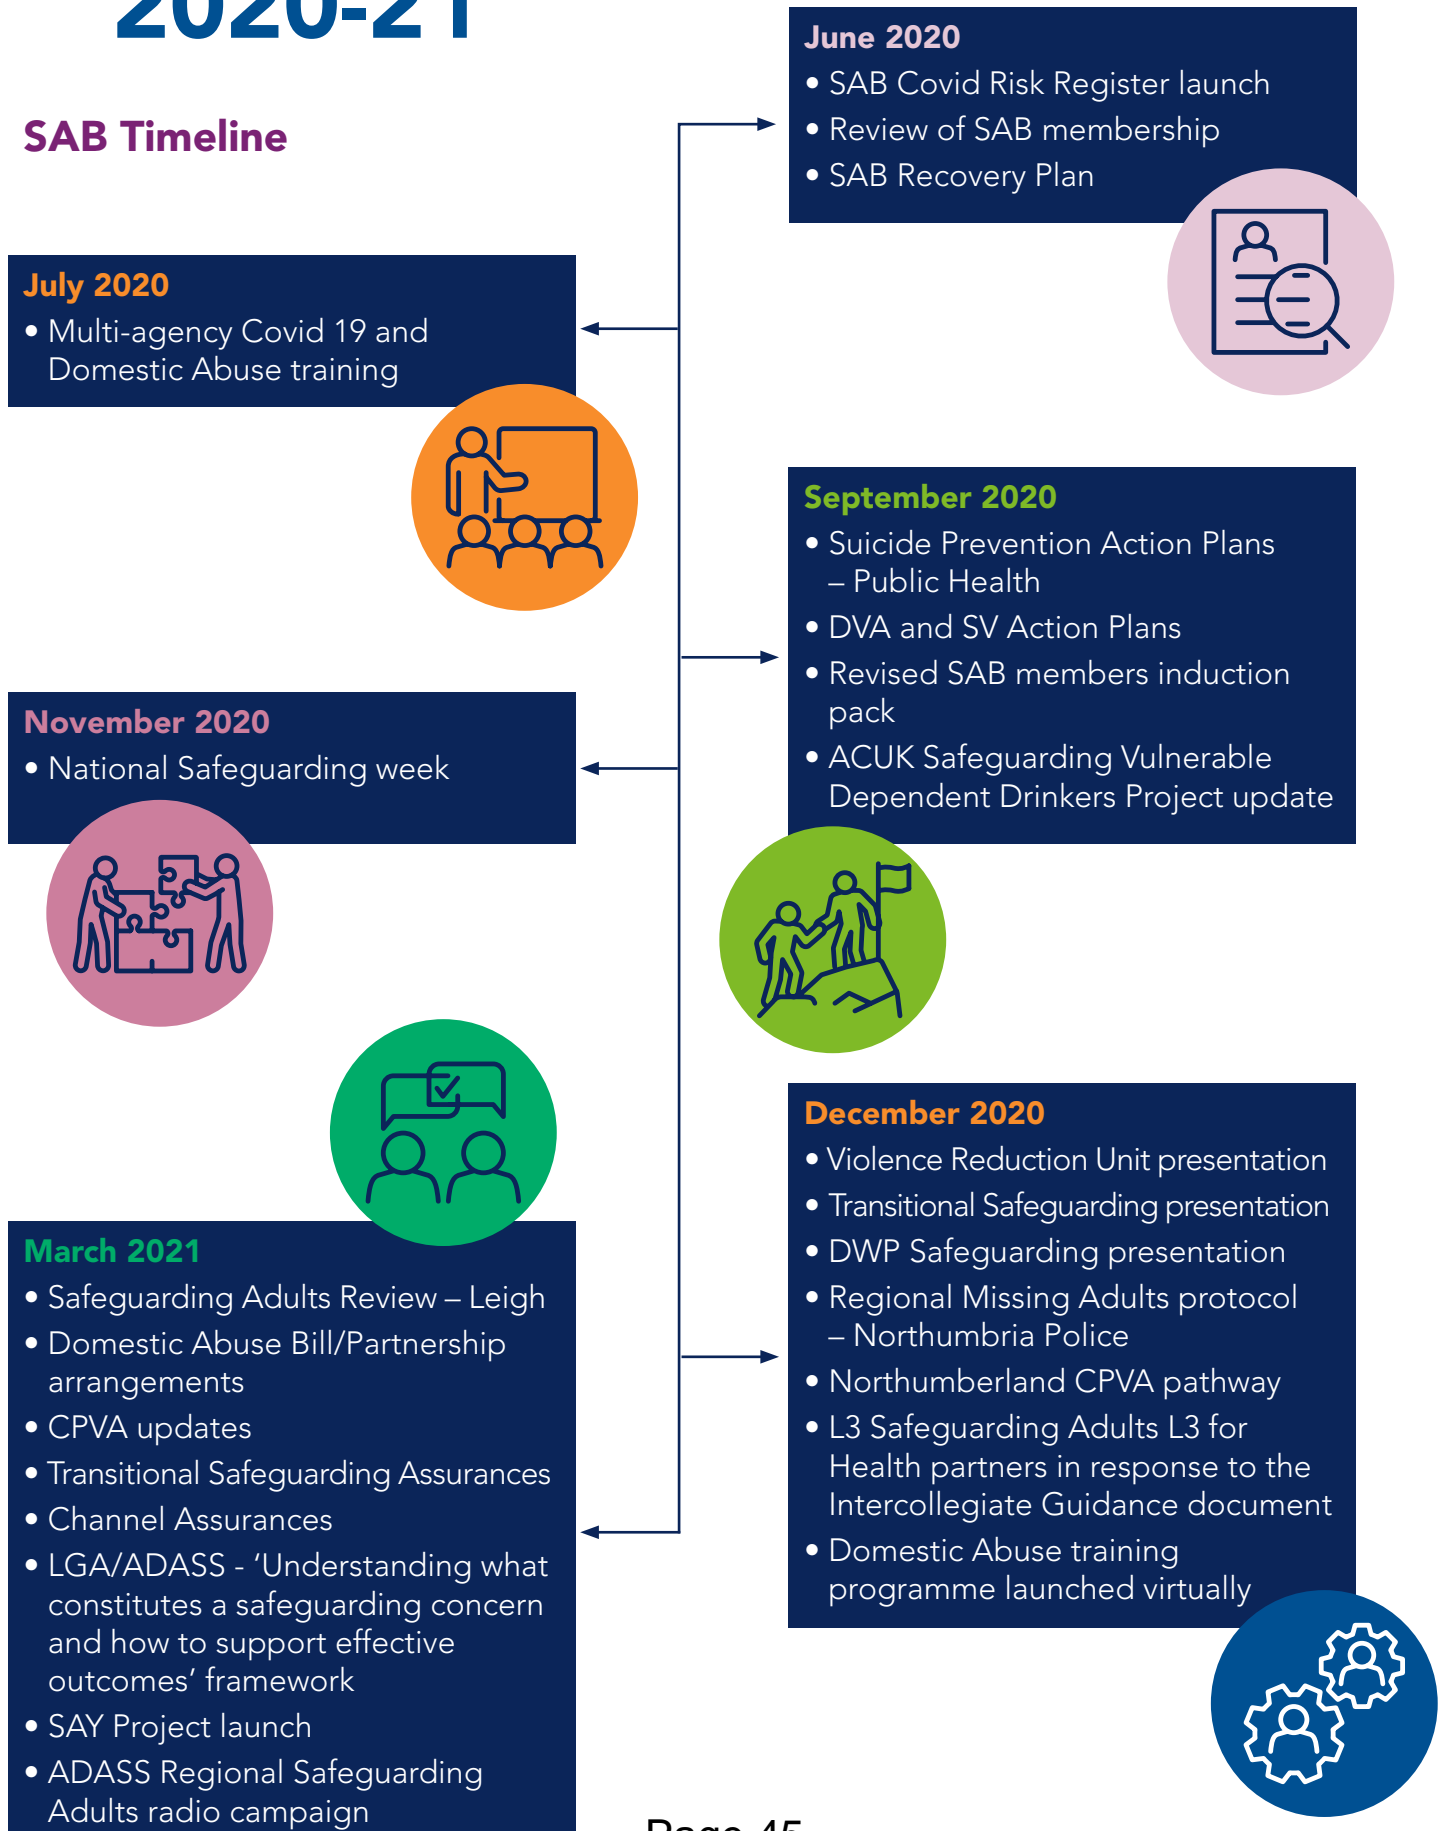 2020-21
SAB Timeline
June 2020
• SAB Covid Risk Register launch
• Review of SAB membership
• SAB Recovery Plan
July 2020
• Multi-agency Covid 19 and
Domestic Abuse training
September 2020
• Suicide Prevention Action Plans
– Public Health
• DVA and SV Action Plans
• Revised SAB members induction
pack
• ACUK Safeguarding Vulnerable
Dependent Drinkers Project update
November 2020
• National Safeguarding week
December 2020
• Violence Reduction Unit presentation
• Transitional Safeguarding presentation
• DWP Safeguarding presentation
• Regional Missing Adults protocol
– Northumbria Police
• Northumberland CPVA pathway
• L3 Safeguarding Adults L3 for
Health partners in response to the
Intercollegiate Guidance document
• Domestic Abuse training
programme launched virtually
March 2021
• Safeguarding Adults Review – Leigh
• Domestic Abuse Bill/Partnership
arrangements
• CPVA updates
• Transitional Safeguarding Assurances
• Channel Assurances
• LGA/ADASS - ‘Understanding what
constitutes a safeguarding concern
and how to support effective
outcomes’ framework
• SAY Project launch
• ADASS Regional Safeguarding
Adults radio campaign
Page 45